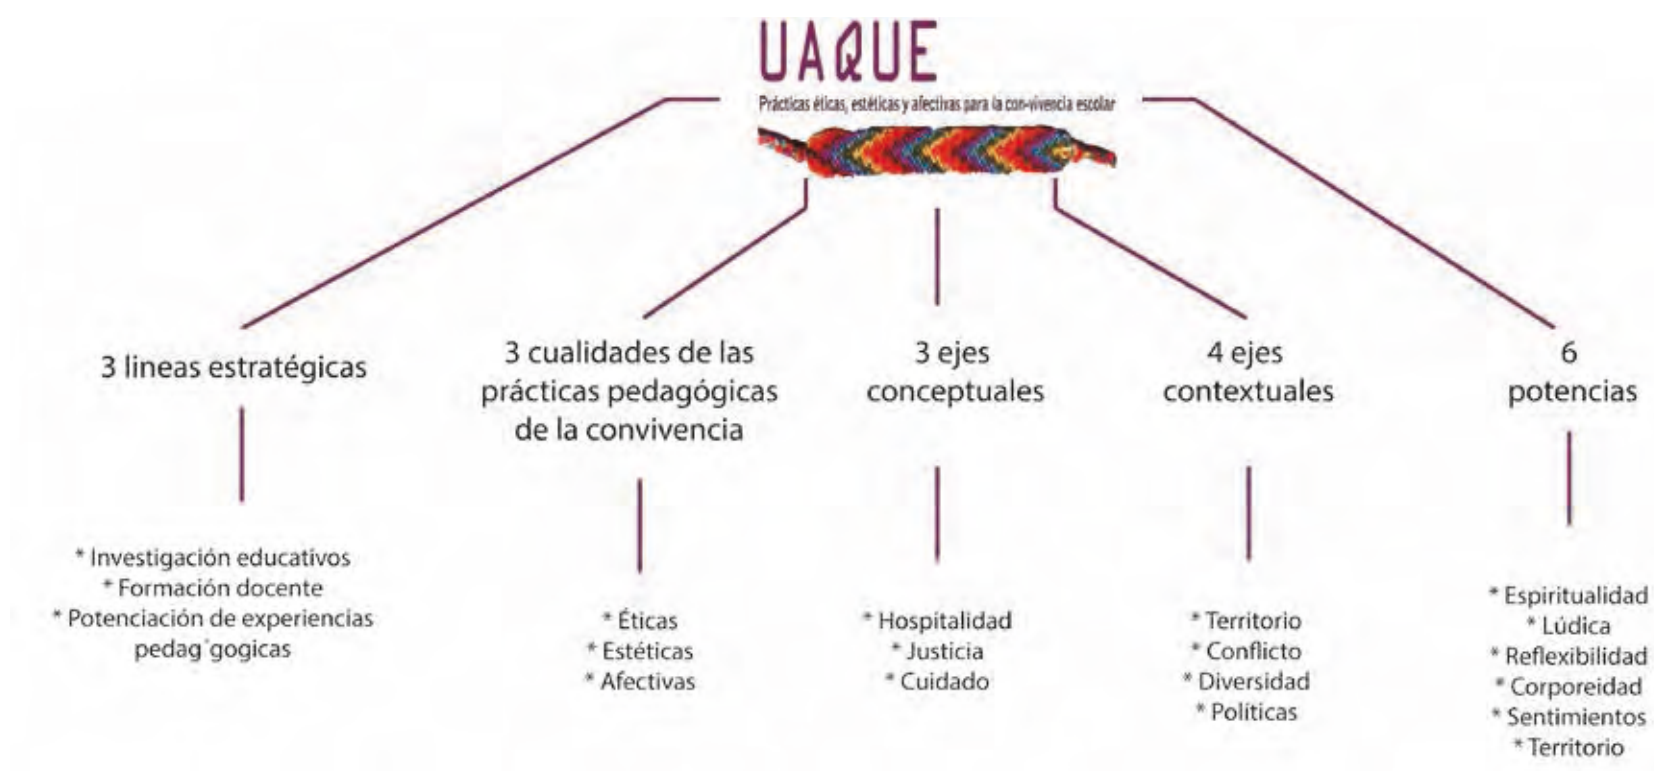 UAQUE
Prácticas éticas, estéticas y afectivas para la con-vivencia escolar
3 lineas estratégicas
* Investigación educativos
* Formación docente
* Potenciación de experiencias
pedag´gogicas
3 cualidades de las
prácticas pedagógicas
de la convivencia
* Éticas
* Estéticas
* Afectivas
3 ejes
conceptuales
* Hospitalidad
* Justicia
* Cuidado
4 ejes
contextuales
* Territorio
* Conflicto
* Diversidad
* Políticas
6
potencias
* Espiritualidad
* Lúdica
* Reflexibilidad
* Corporeidad
* Sentimientos
* Territorio